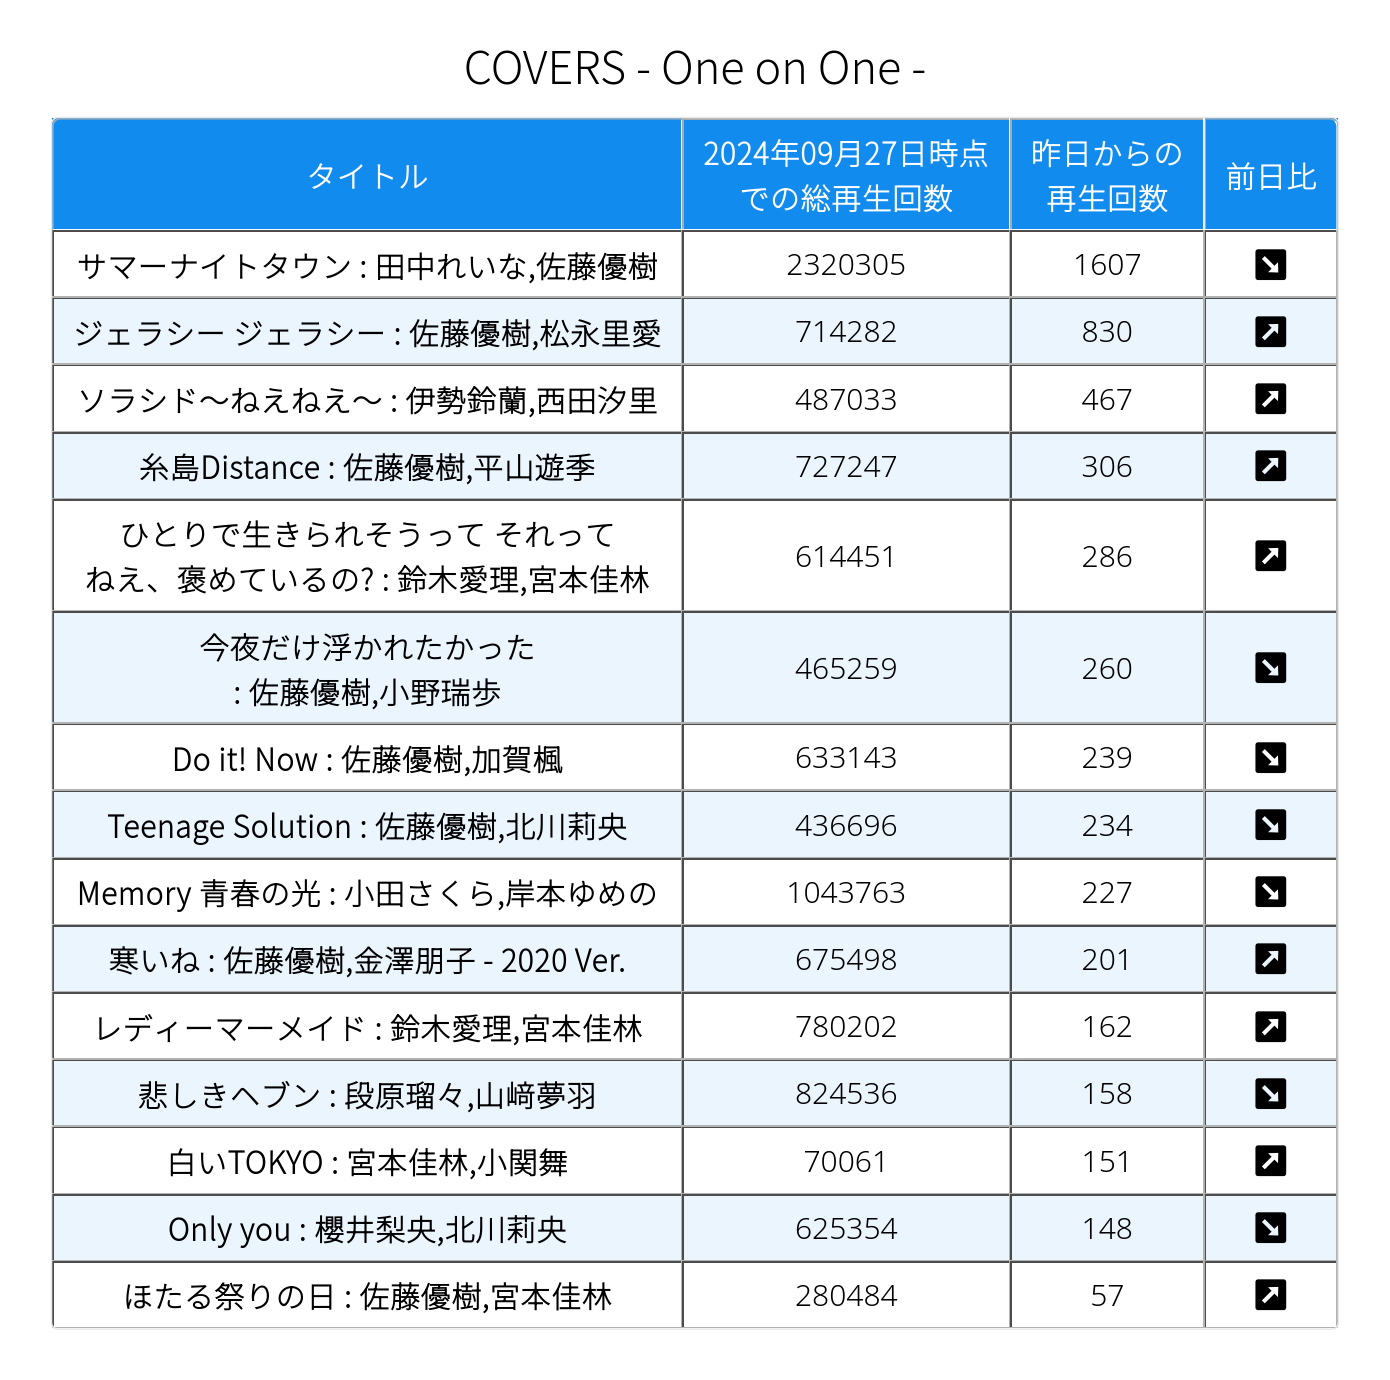 COVERS - One on One -
タイトル
2024年09月27日時点
での総再生回数
昨日からの
再生回数
前日比
サマーナイトタウン : 田中れいな,佐藤優樹 2320305 1607 ↘
ジェラシー ジェラシー : 佐藤優樹,松永里愛 714282 830 ↗
ソラシド〜ねえねえ〜 : 伊勢鈴蘭,西田汐里 487033 467 ↗
糸島Distance : 佐藤優樹,平山遊季 727247 306 ↗
ひとりで生きられそうって それって
ねえ、褒めているの? : 鈴木愛理,宮本佳林 614451 286 ↗
今夜だけ浮かれたかった
: 佐藤優樹,小野瑞歩 465259 260 ↘
Do it! Now : 佐藤優樹,加賀楓 633143 239 ↘
Teenage Solution : 佐藤優樹,北川莉央 436696 234 ↘
Memory 青春の光 : 小田さくら,岸本ゆめの 1043763 227 ↘
寒いね : 佐藤優樹,金澤朋子 - 2020 Ver. 675498 201 ↗
レディーマーメイド : 鈴木愛理,宮本佳林 780202 162 ↗
悲しきヘブン : 段原瑠々,山﨑夢羽 824536 158 ↘
白いTOKYO : 宮本佳林,小関舞 70061 151 ↗
Only you : 櫻井梨央,北川莉央 625354 148 ↘
ほたる祭りの日 : 佐藤優樹,宮本佳林 280484 57 ↗